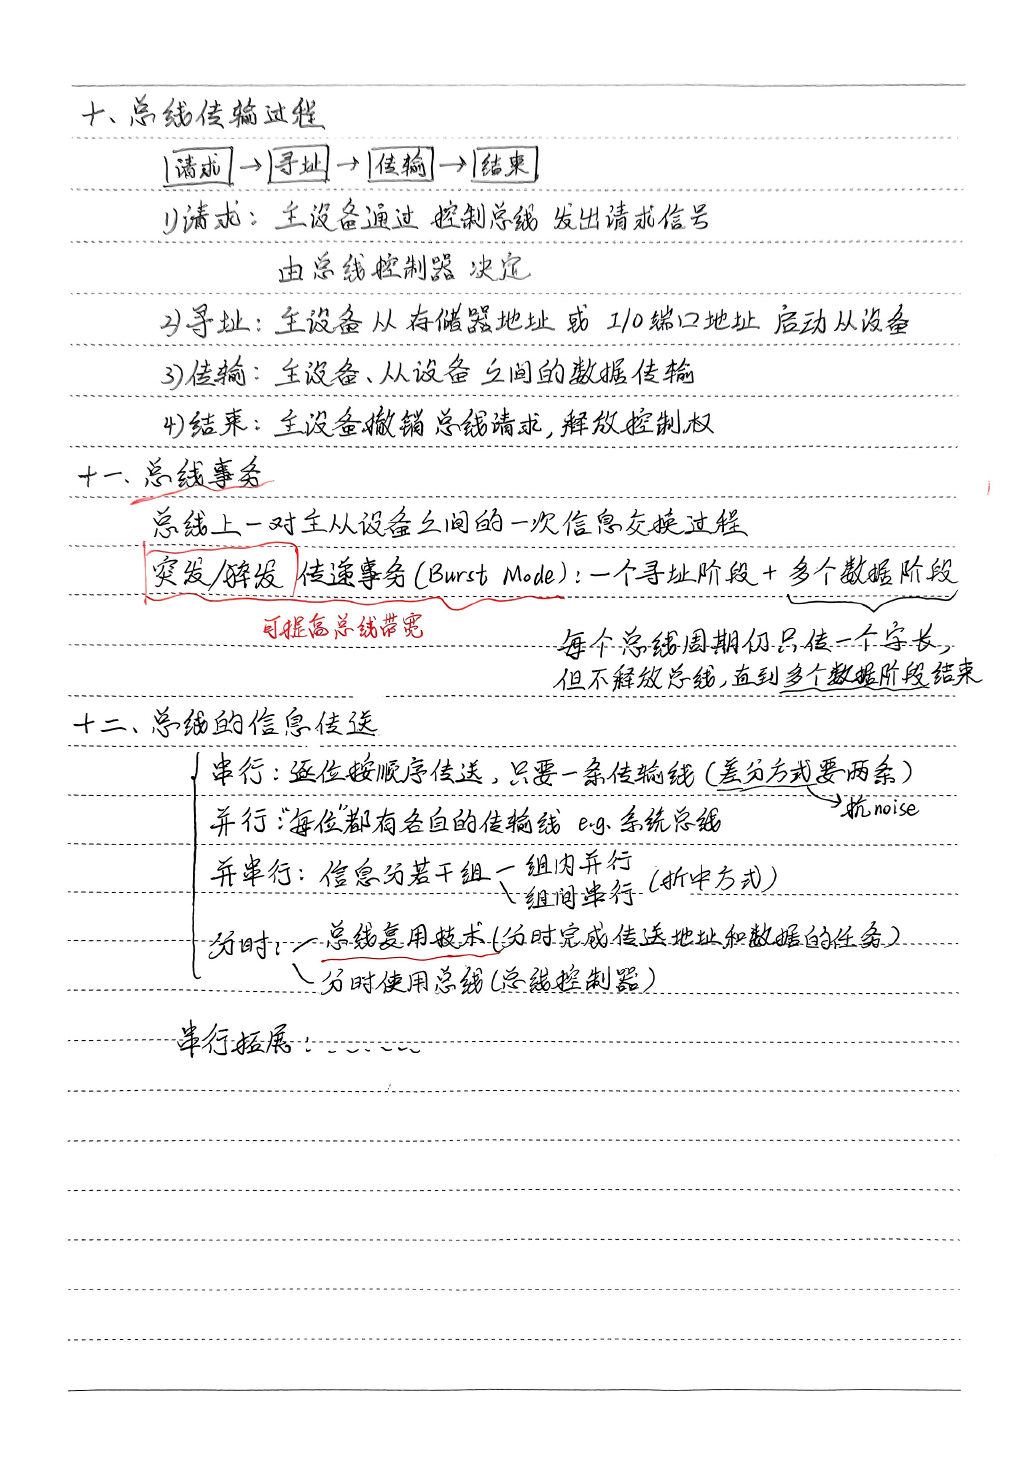 十、总线传输过程
请求 → 寻址 → 传输 → 结束
1)请求: 主设备通过 控制总线 发出请求信号
由总线控制器 决定
2)寻址: 主设备 从 存储器地址 或 I/O端口地址 启动从设备
3)传输: 主设备、从设备 之间的数据传输
4)结束: 主设备撤销总线请求, 释放控制权
十一、总线事务
总线上一对主从设备之间的一次信息交换过程
突发/猝发 传递事务(Burst Mode): 一个寻址阶段 + 多个数据阶段
可提高总线带宽
每个总线周期仍只传一个字长,
但不释放总线, 直到多个数据阶段结束
十二、总线的信息传送
串行: 逐位按顺序传送, 只要一条传输线 (差分方式要两条)
抗noise
并行: "每位"都有各自的传输线 e.g. 系统总线
并串行: 信息分若干组 组内并行
组间串行 (折中方式)
分时: 总线复用技术(分时完成传送地址和数据的任务)
分时使用总线(总线控制器)
串行拓展: ......